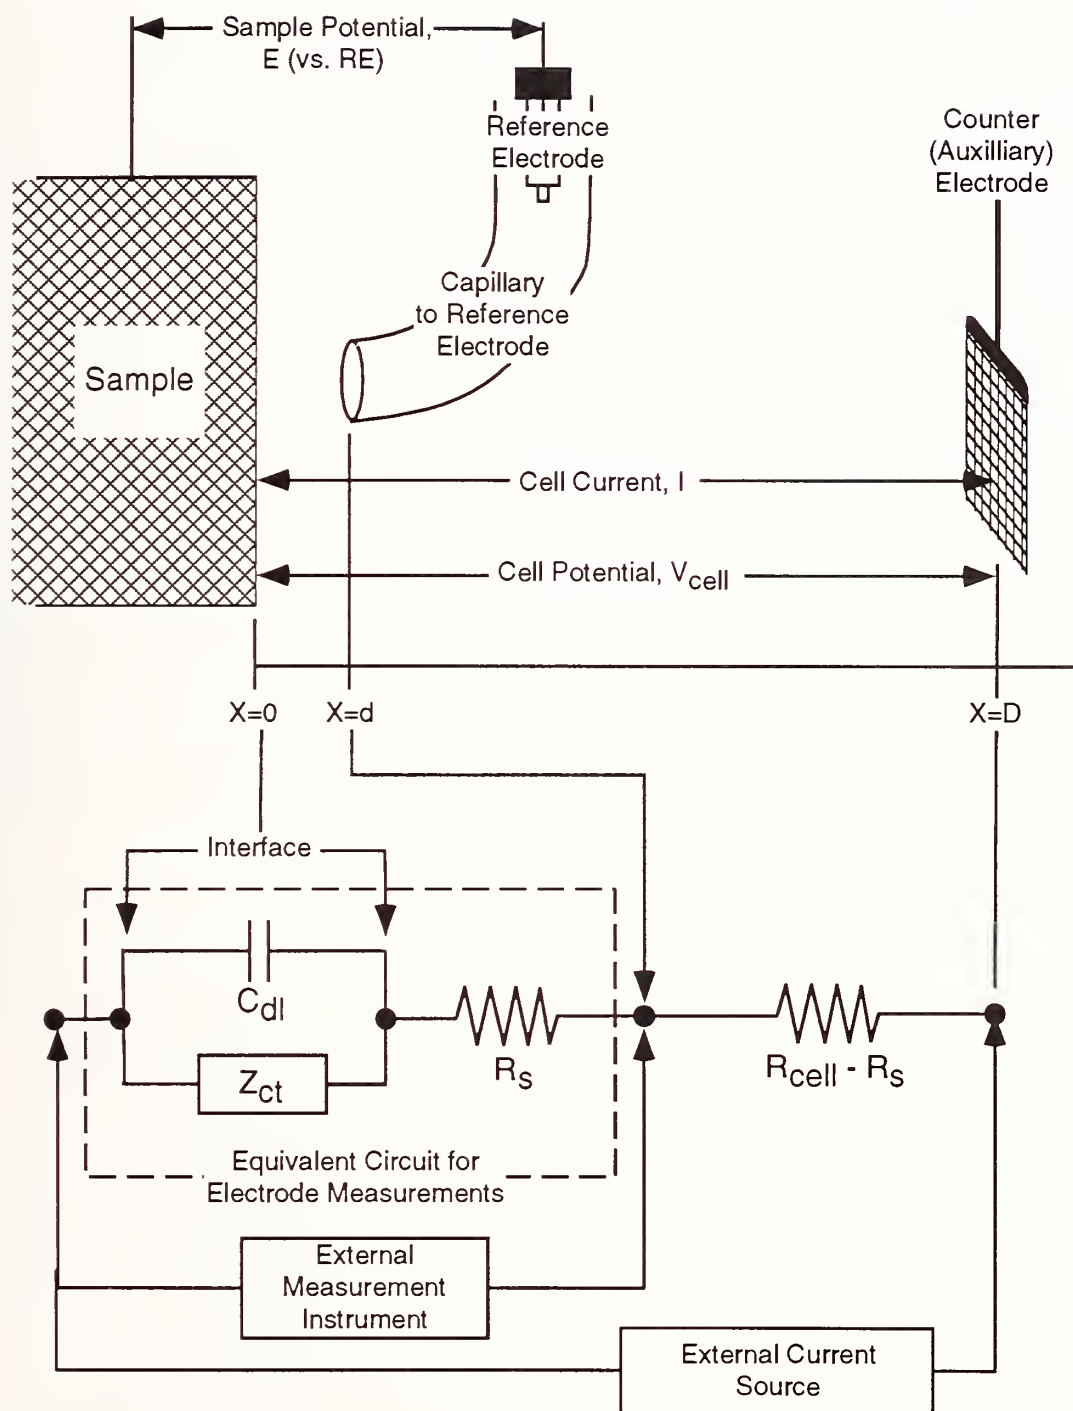 Sample Potential,
E (vs. RE)
Reference
Electrode
Counter
(Auxilliary)
Electrode
Capillary
to Reference
Electrode
Sample
Cell Current, I
Cell Potential, Vcell
X=0
X=d
X=D
Interface
Cdl
Zct
Rs
Rcell - Rs
Equivalent Circuit for
Electrode Measurements
External
Measurement
Instrument
External Current
Source